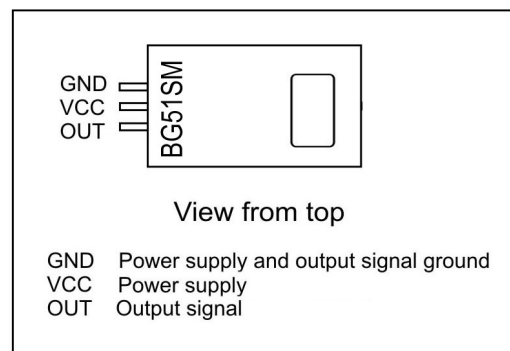 GND
VCC
OUT
BG51SM
View from top
GND Power supply and output signal ground
VCC Power supply
OUT Output signal